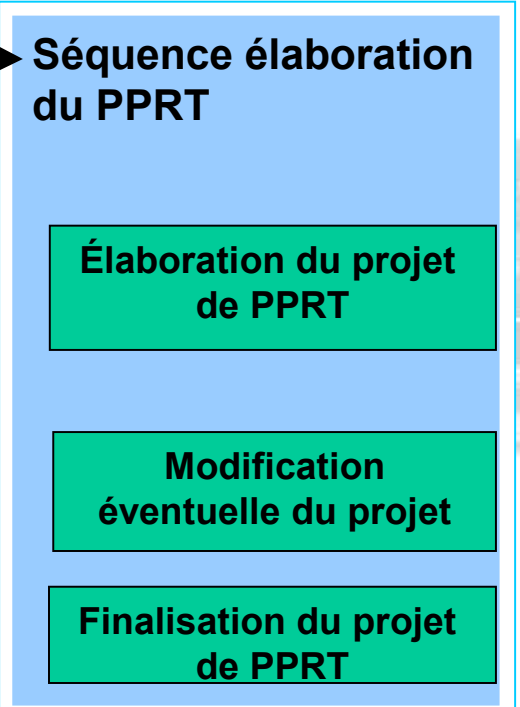 Séquence élaboration
du PPRT
Élaboration du projet
de PPRT
Modification
éventuelle du projet
Finalisation du projet
de PPRT